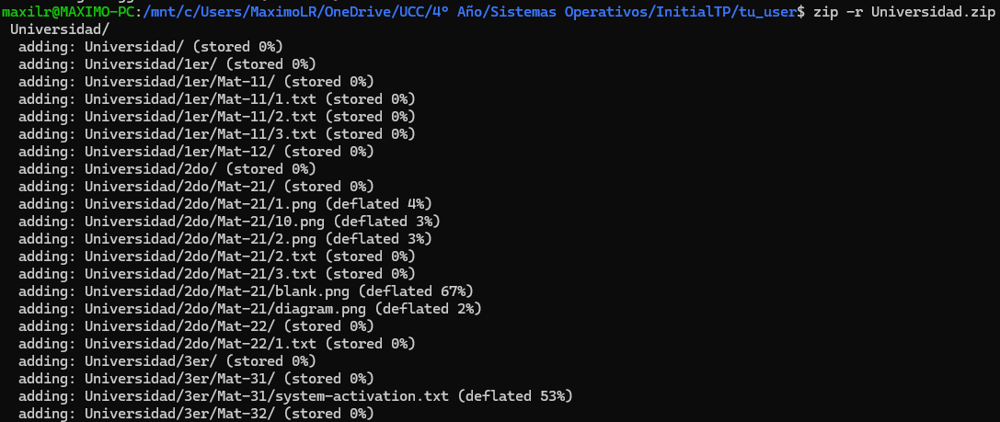 maxilr@MAXIMO-PC:/mnt/c/Users/MaximoLR/OneDrive/UCC/4º Año/Sistemas Operativos/InitialTP/tu_user$ zip -r Universidad.zip
Universidad/
adding: Universidad/ (stored 0%)
adding: Universidad/1er/ (stored 0%)
adding: Universidad/1er/Mat-11/ (stored 0%)
adding: Universidad/1er/Mat-11/1.txt (stored 0%)
adding: Universidad/1er/Mat-11/2.txt (stored 0%)
adding: Universidad/1er/Mat-11/3.txt (stored 0%)
adding: Universidad/1er/Mat-12/ (stored 0%)
adding: Universidad/2do/ (stored 0%)
adding: Universidad/2do/Mat-21/ (stored 0%)
adding: Universidad/2do/Mat-21/1.png (deflated 4%)
adding: Universidad/2do/Mat-21/10.png (deflated 3%)
adding: Universidad/2do/Mat-21/2.png (deflated 3%)
adding: Universidad/2do/Mat-21/2.txt (stored 0%)
adding: Universidad/2do/Mat-21/3.txt (stored 0%)
adding: Universidad/2do/Mat-21/blank.png (deflated 67%)
adding: Universidad/2do/Mat-21/diagram.png (deflated 2%)
adding: Universidad/2do/Mat-22/ (stored 0%)
adding: Universidad/2do/Mat-22/1.txt (stored 0%)
adding: Universidad/3er/ (stored 0%)
adding: Universidad/3er/Mat-31/ (stored 0%)
adding: Universidad/3er/Mat-31/system-activation.txt (deflated 53%)
adding: Universidad/3er/Mat-32/ (stored 0%)